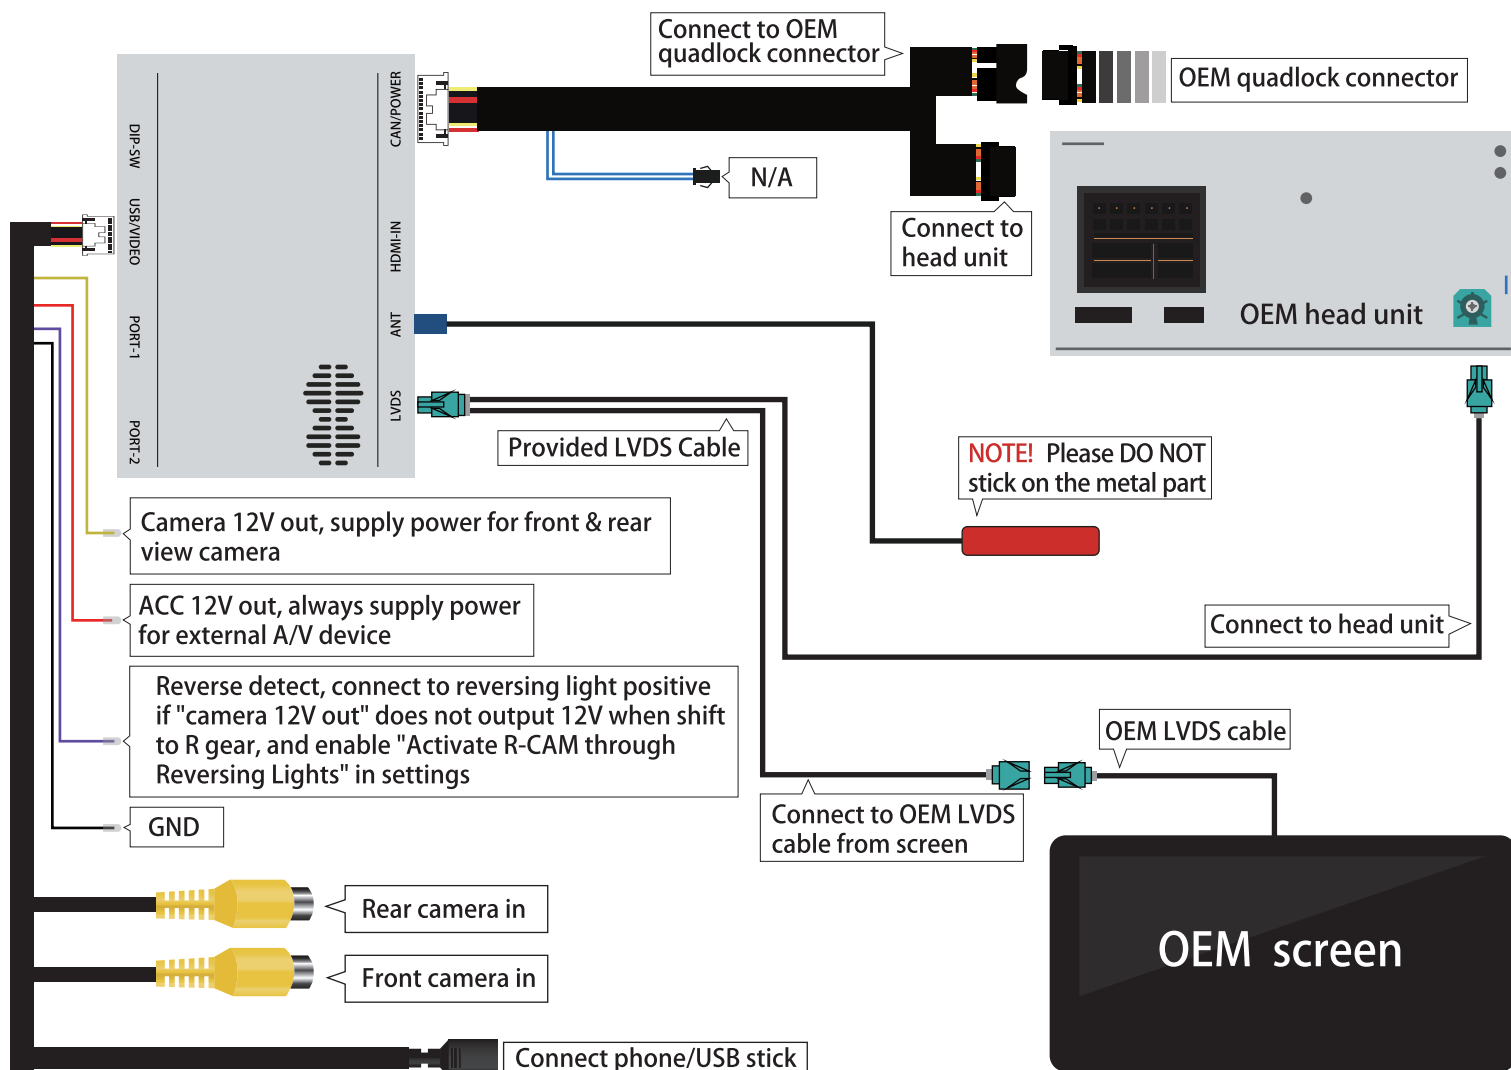 Connect to OEM
quadlock connector
OEM quadlock connector
CAN/POWER
DIP-SW
N/A
USB/VIDEO
HDMI-IN
Connect to
head unit
OEM head unit
PORT-1
ANT
LVDS
PORT-2
Provided LVDS Cable
NOTE! Please DO NOT
stick on the metal part
Camera 12V out, supply power for front & rear
view camera
ACC 12V out, always supply power
for external A/V device
Connect to head unit
Reverse detect, connect to reversing light positive
if "camera 12V out" does not output 12V when shift
to R gear, and enable "Activate R-CAM through
Reversing Lights" in settings
OEM LVDS cable
Connect to OEM LVDS
cable from screen
GND
Rear camera in
OEM screen
Front camera in
Connect phone/USB stick